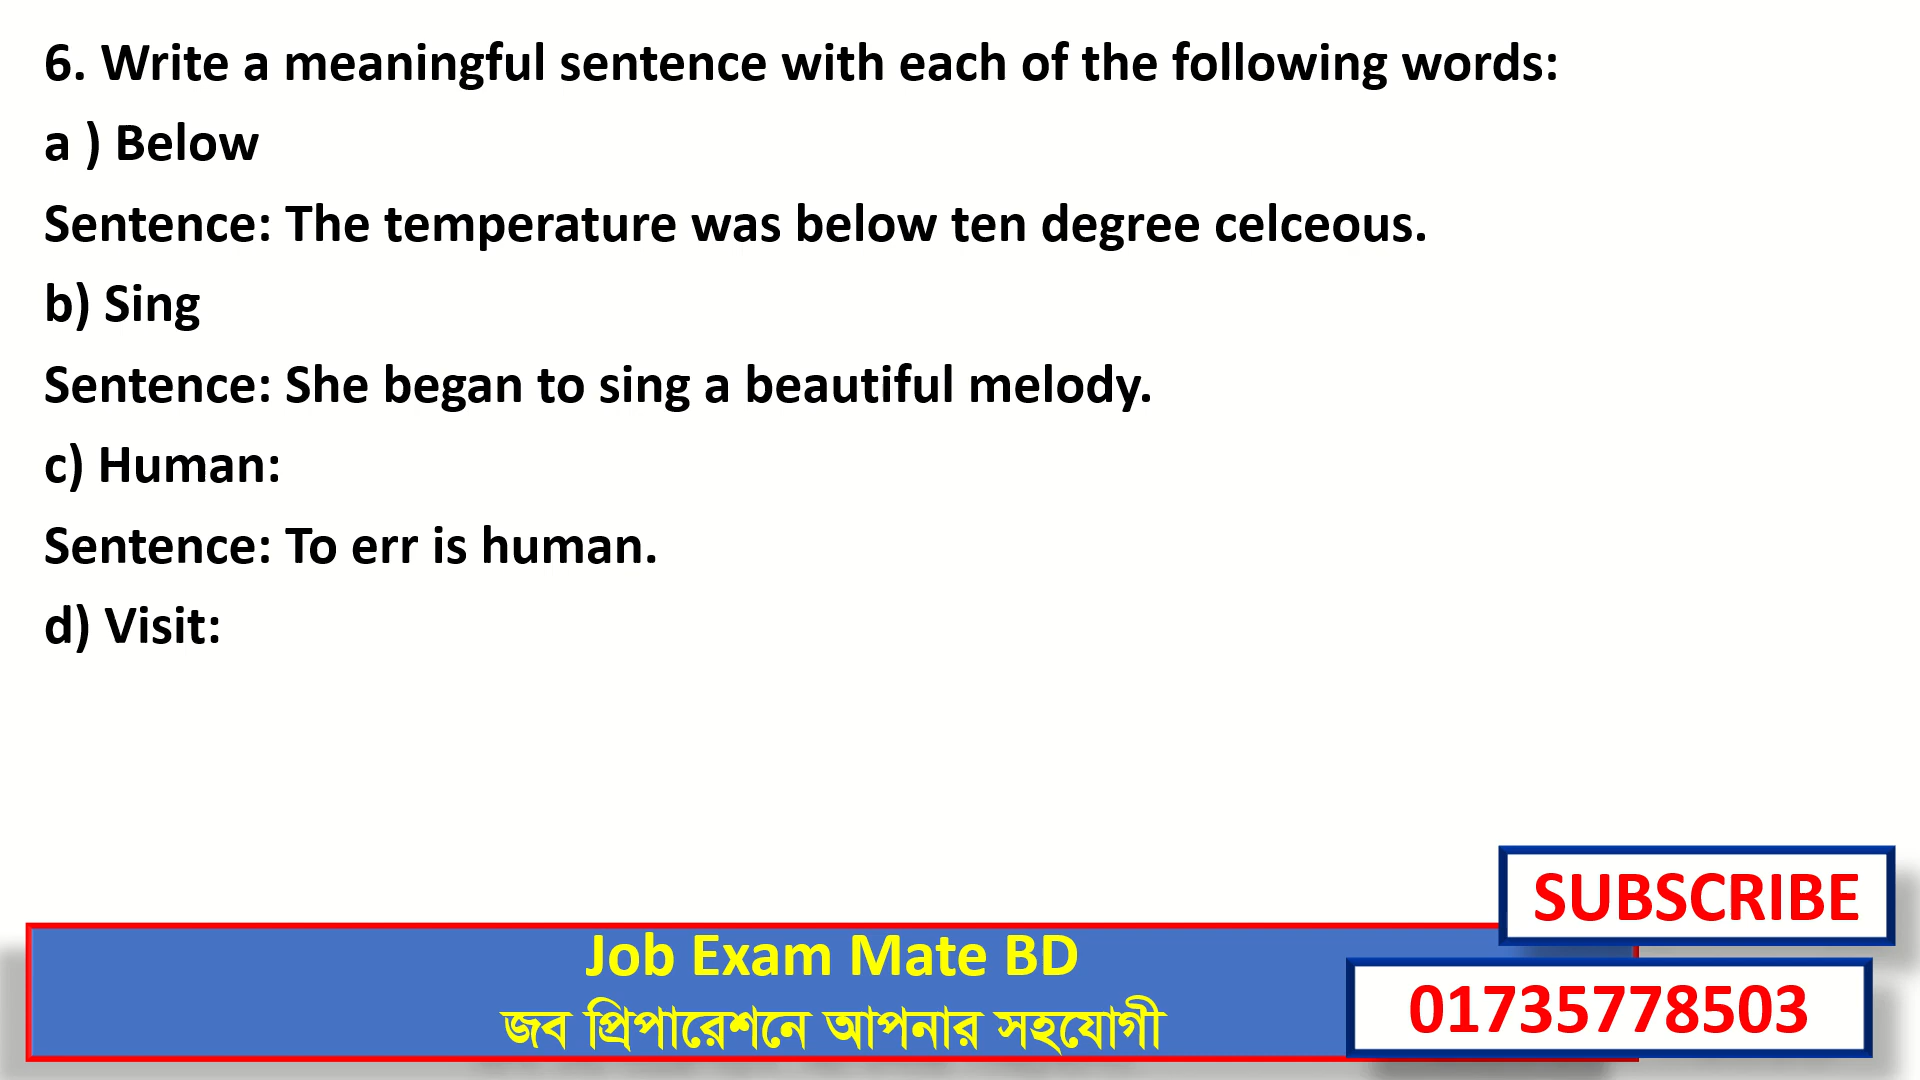 6. Write a meaningful sentence with each of the following words:
a ) Below
Sentence: The temperature was below ten degree celceous.
b) Sing
Sentence: She began to sing a beautiful melody.
c) Human:
Sentence: To err is human.
d) Visit:
SUBSCRIBE
Job Exam Mate BD
জব প্রিপারেশনে আপনার সহযোগী
01735778503